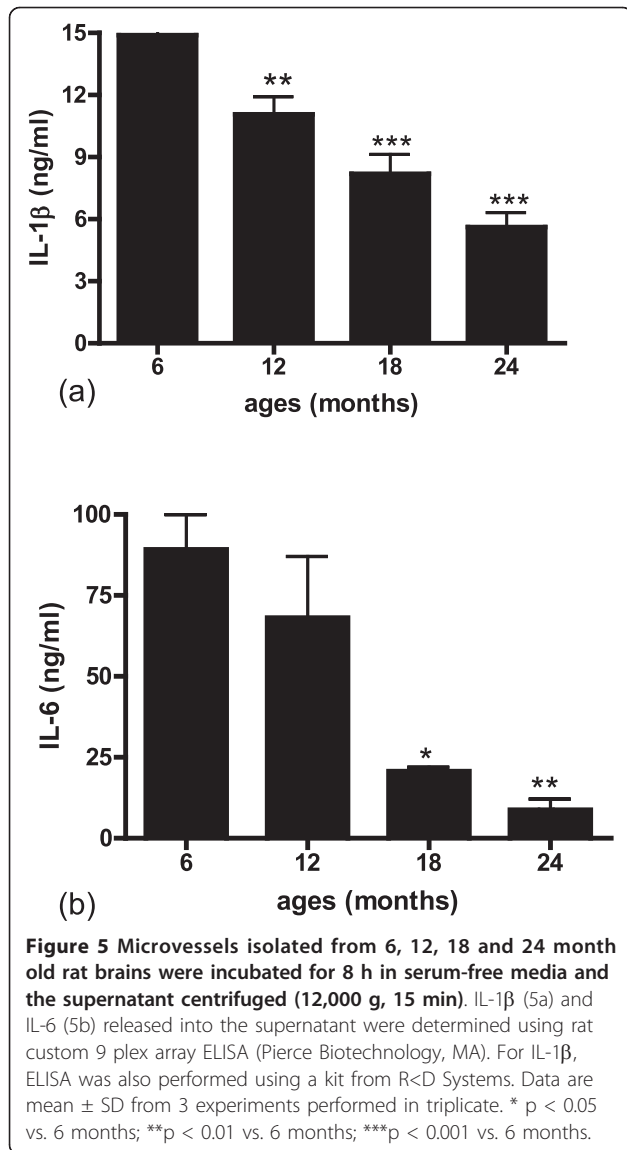 15
12
9
6
3
0
IL-1β (ng/ml)
**
***
***
6 12 18 24
ages (months)
(a)
100
75
50
25
0
IL-6 (ng/ml)
*
**
6 12 18 24
ages (months)
(b)
Figure 5 Microvessels isolated from 6, 12, 18 and 24 month
old rat brains were incubated for 8 h in serum-free media and
the supernatant centrifuged (12,000 g, 15 min). IL-1β (5a) and
IL-6 (5b) released into the supernatant were determined using rat
custom 9 plex array ELISA (Pierce Biotechnology, MA). For IL-1β,
ELISA was also performed using a kit from R<D Systems. Data are
mean ± SD from 3 experiments performed in triplicate. * p < 0.05
vs. 6 months; **p < 0.01 vs. 6 months; ***p < 0.001 vs. 6 months.